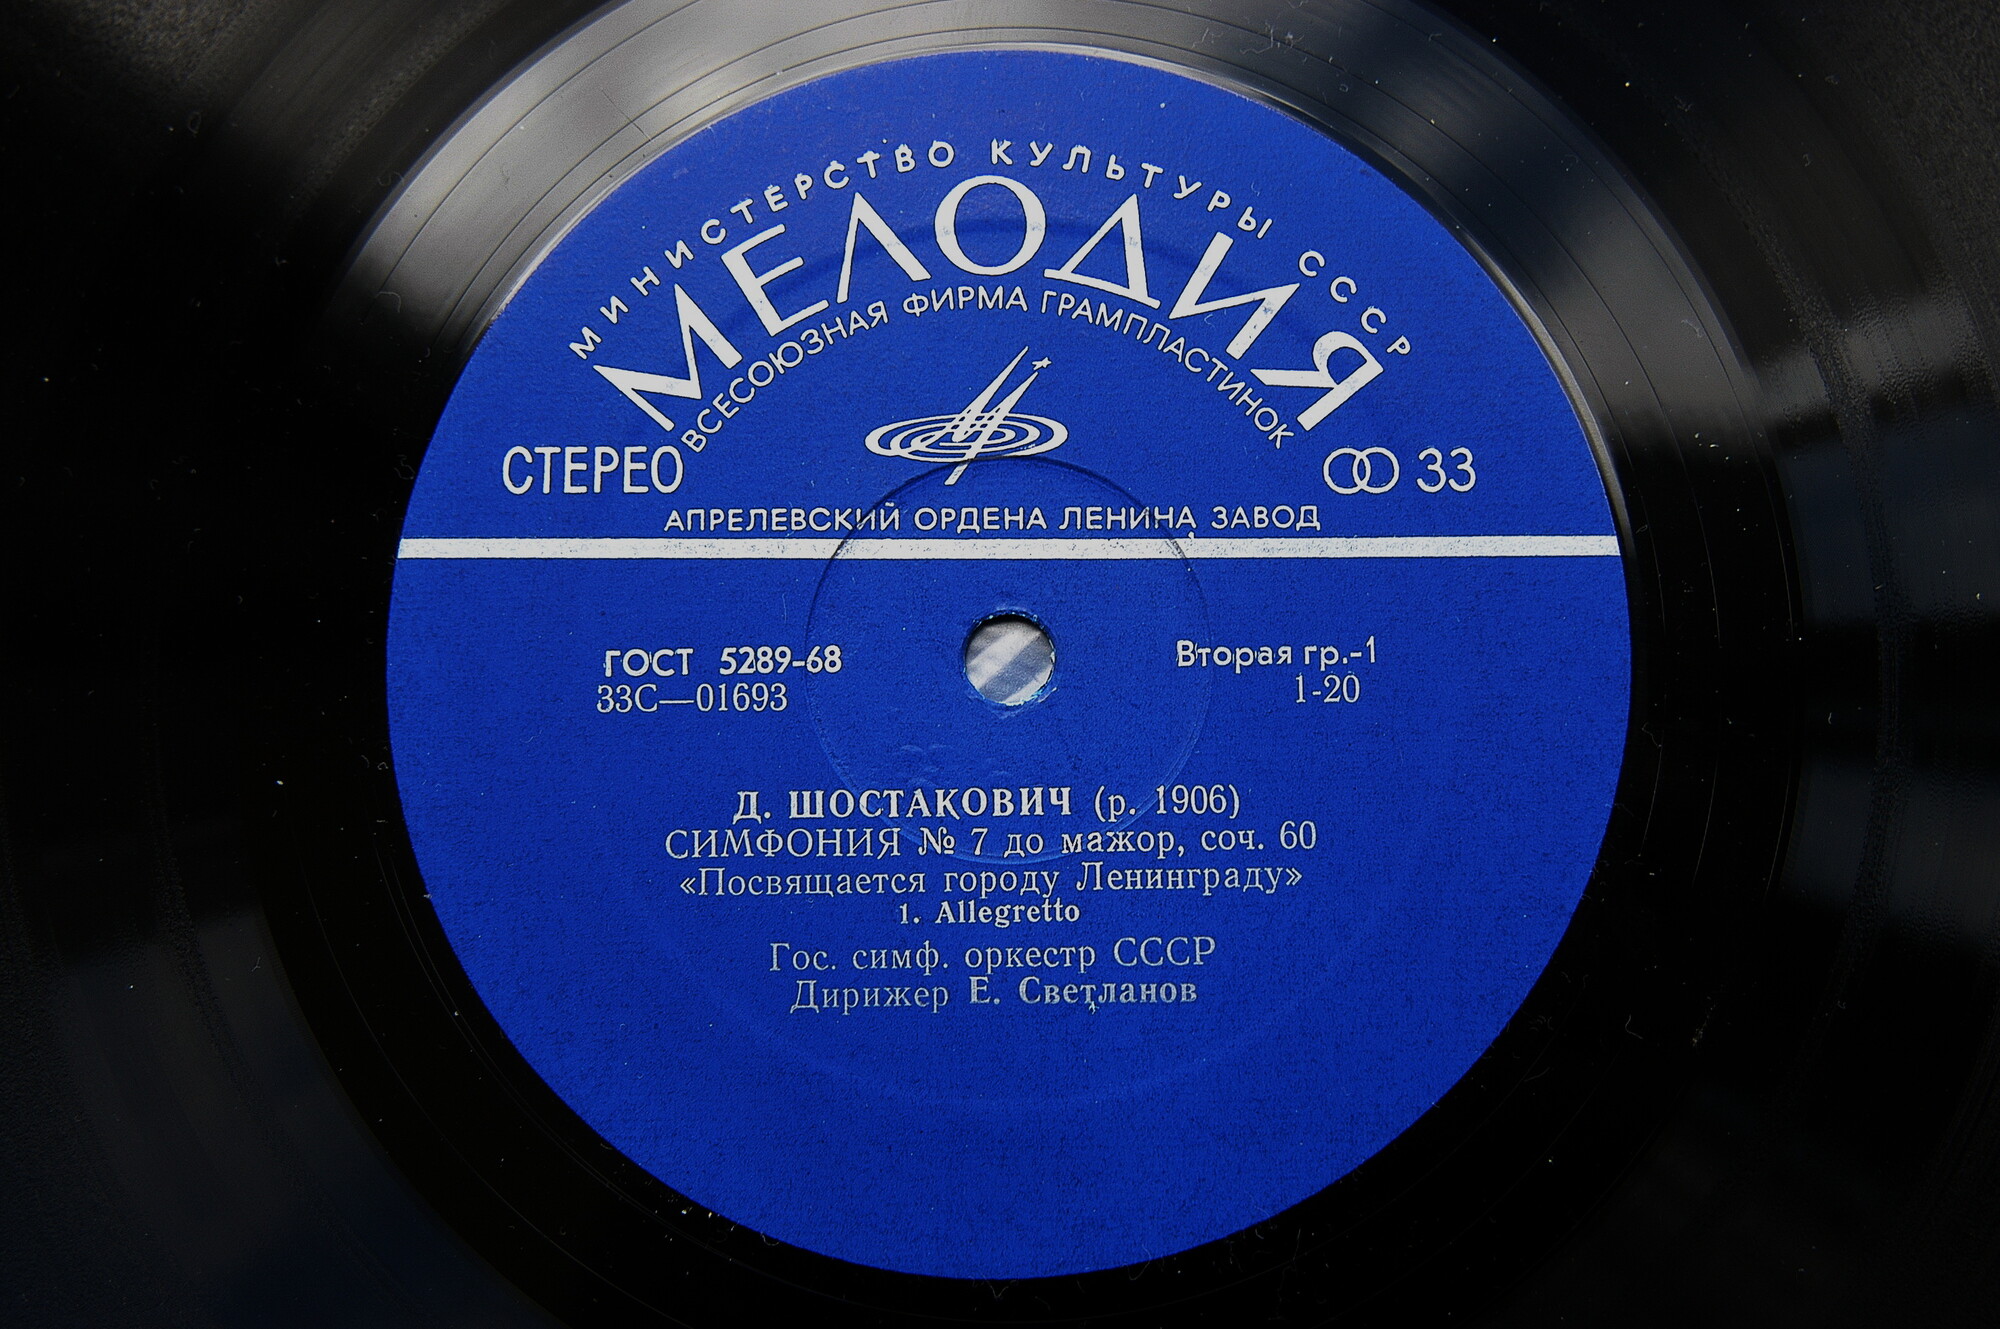 МИНИСТЕРСТВО КУЛЬТУРЫ СССР
МЕЛОДИЯ
ВСЕСОЮЗНАЯ ФИРМА ГРАМПЛАСТИНОК
СТЕРЕО 33
АПРЕЛЕВСКИЙ ОРДЕНА ЛЕНИНА ЗАВОД
ГОСТ 5289-68 Вторая гр.-1
33С—01693 1-20
Д. ШОСТАКОВИЧ (р. 1906)
СИМФОНИЯ № 7 до мажор, соч. 60
«Посвящается городу Ленинграду»
1. Allegretto
Гос. симф. оркестр СССР
Дирижер Е. Светланов